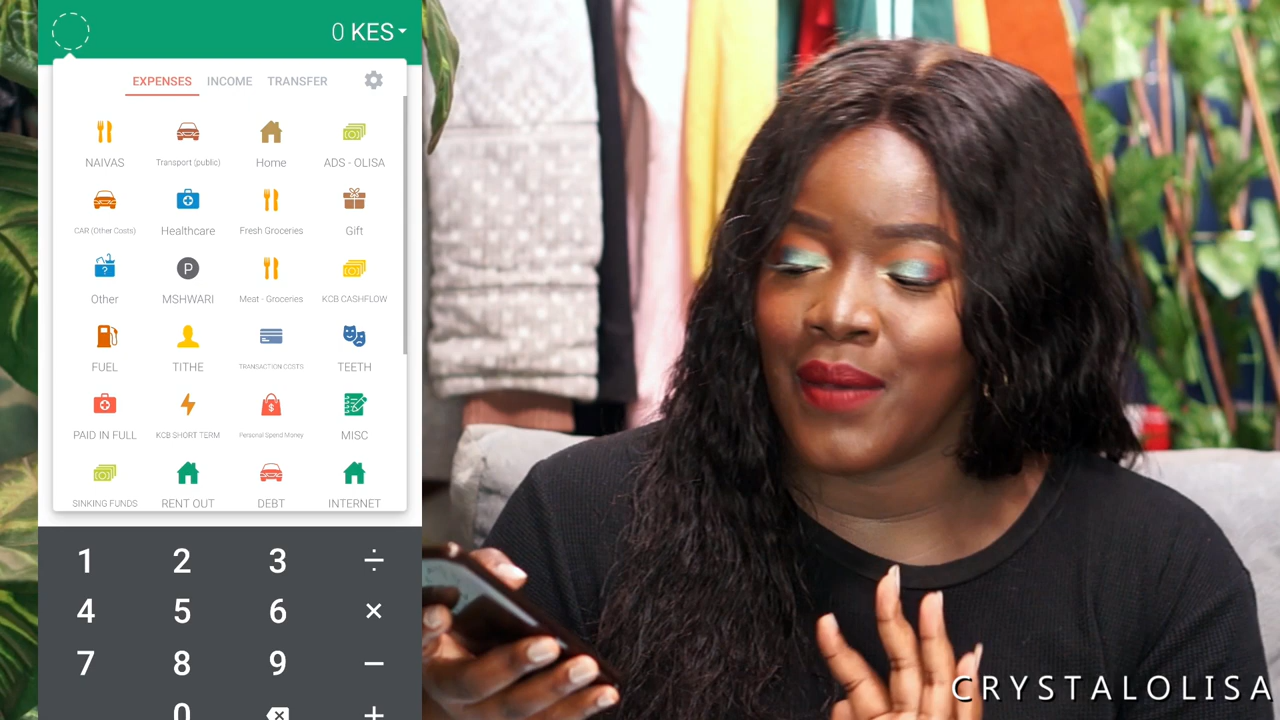 0 KES
EXPENSES INCOME TRANSFER
NAIVAS Transport (public) Home ADS - OLISA
CAR (Other Costs) Healthcare Fresh Groceries Gift
?
P
Other MSHWARI Meat - Groceries KCB CASHFLOW
FUEL TITHE TRANSACTION COSTS TEETH
$
PAID IN FULL KCB SHORT TERM Personal Spend Money MISC
SINKING FUNDS RENT OUT DEBT INTERNET
1 2 3 ÷
4 5 6 ×
7 8 9 −
0 +
CRYSTALOLISA